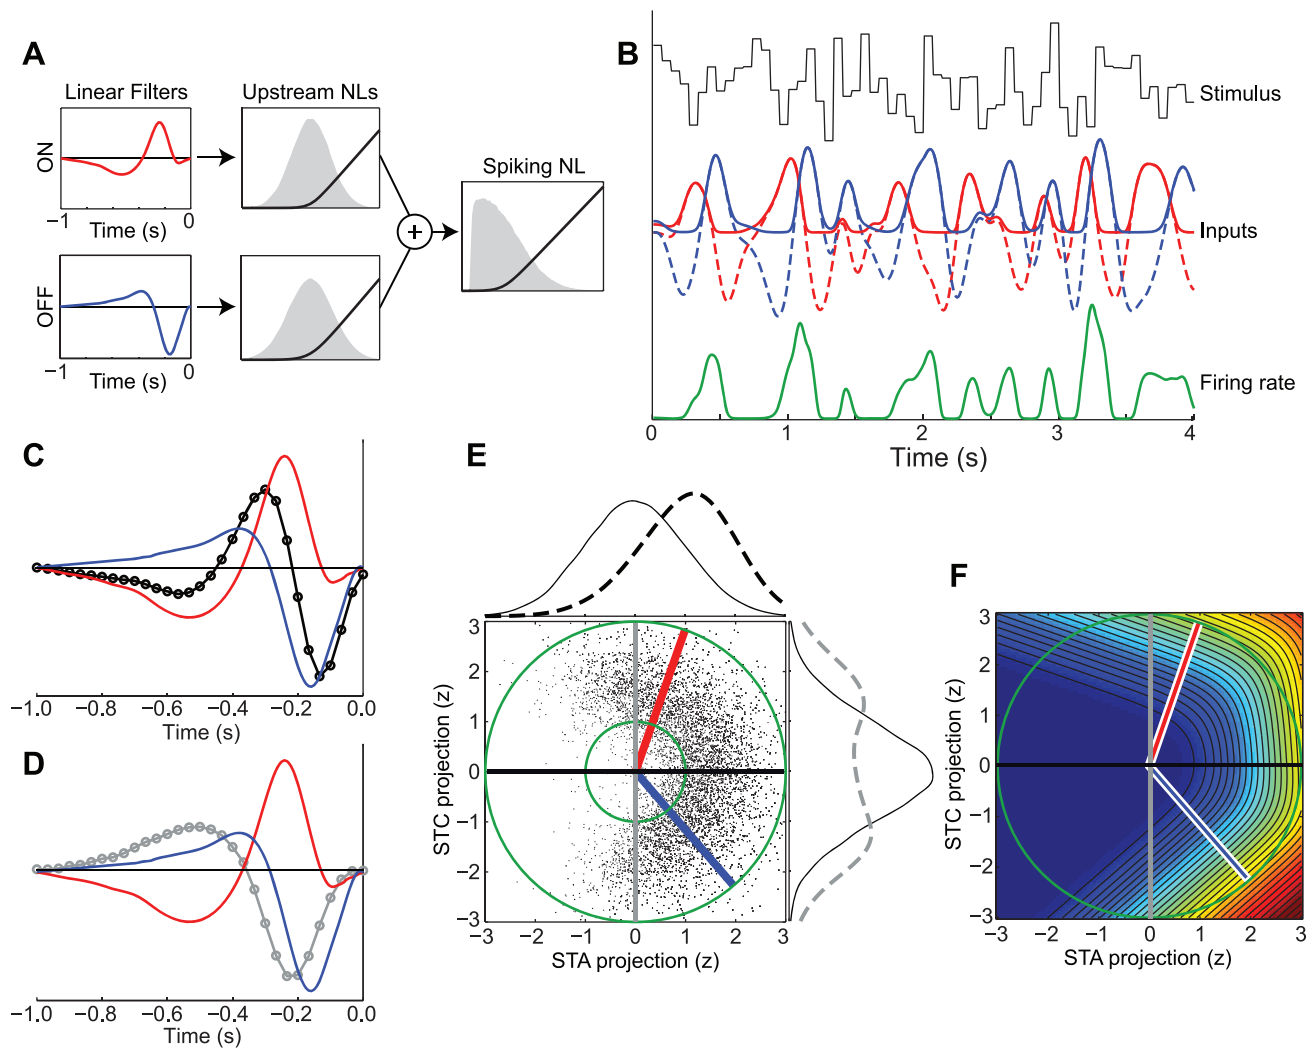 A
Linear Filters
Upstream NLs
ON
−1
0
Time (s)
OFF
−1
0
Time (s)
+
Spiking NL
B
Stimulus
Inputs
Firing rate
0
1
2
3
4
Time (s)
C
−1.0
−0.8
−0.6
−0.4
−0.2
0.0
Time (s)
D
−1.0
−0.8
−0.6
−0.4
−0.2
0.0
Time (s)
E
3
2
1
0
−1
−2
−3
STC projection (z)
−3
−2
−1
0
1
2
3
STA projection (z)
F
3
2
1
0
−1
−2
−3
STC projection (z)
−3
−2
−1
0
1
2
3
STA projection (z)